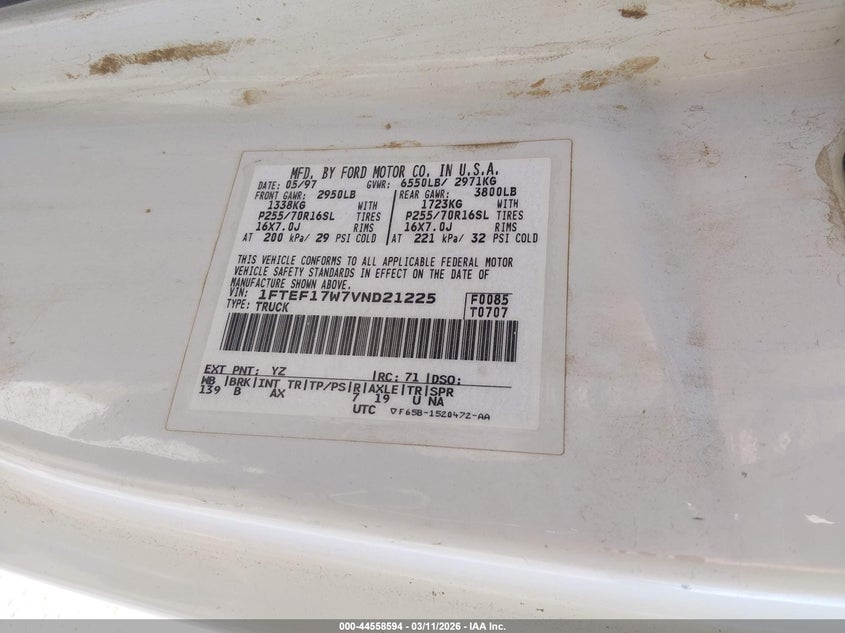 MFD. BY FORD MOTOR CO. IN U.S.A.
DATE: 05/97 GVWR: 6550LB/ 2971KG
FRONT GAWR: 2950LB REAR GAWR: 3800LB
1338KG WITH 1723KG WITH
P255/70R16SL TIRES P255/70R16SL TIRES
16X7.0J RIMS 16X7.0J RIMS
AT 200 kPa/ 29 PSI COLD AT 221 kPa/ 32 PSI COLD
THIS VEHICLE CONFORMS TO ALL APPLICABLE FEDERAL MOTOR
VEHICLE SAFETY STANDARDS IN EFFECT ON THE DATE OF
MANUFACTURE SHOWN ABOVE.
VIN: 1FTEF17W7VND21225 F0085
TYPE: TRUCK T0707
EXT PNT: YZ RC: 71 DSO:
WB BRK INT TR TP/PS R AXLE TR SPR
139 B AX 7 19 U NA
UTC ▽F65B-1520472-AA
000-44558594 — 03/11/2026 — IAA Inc.